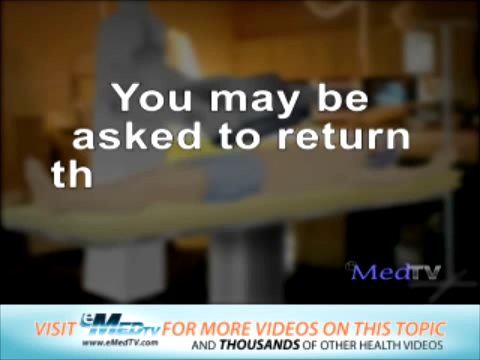 You may be
asked to return
th
eMedTV
VISIT eMEDTV FOR MORE VIDEOS ON THIS TOPIC
www.eMedTV.com AND THOUSANDS OF OTHER HEALTH VIDEOS